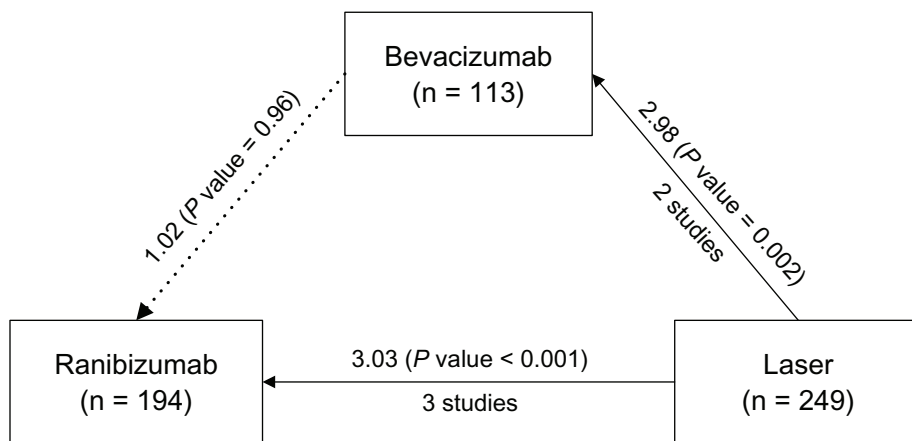 Bevacizumab
(n = 113)
1.02 (P value = 0.96)
2.98 (P value = 0.002)
2 studies
Ranibizumab
(n = 194)
3.03 (P value < 0.001)
3 studies
Laser
(n = 249)